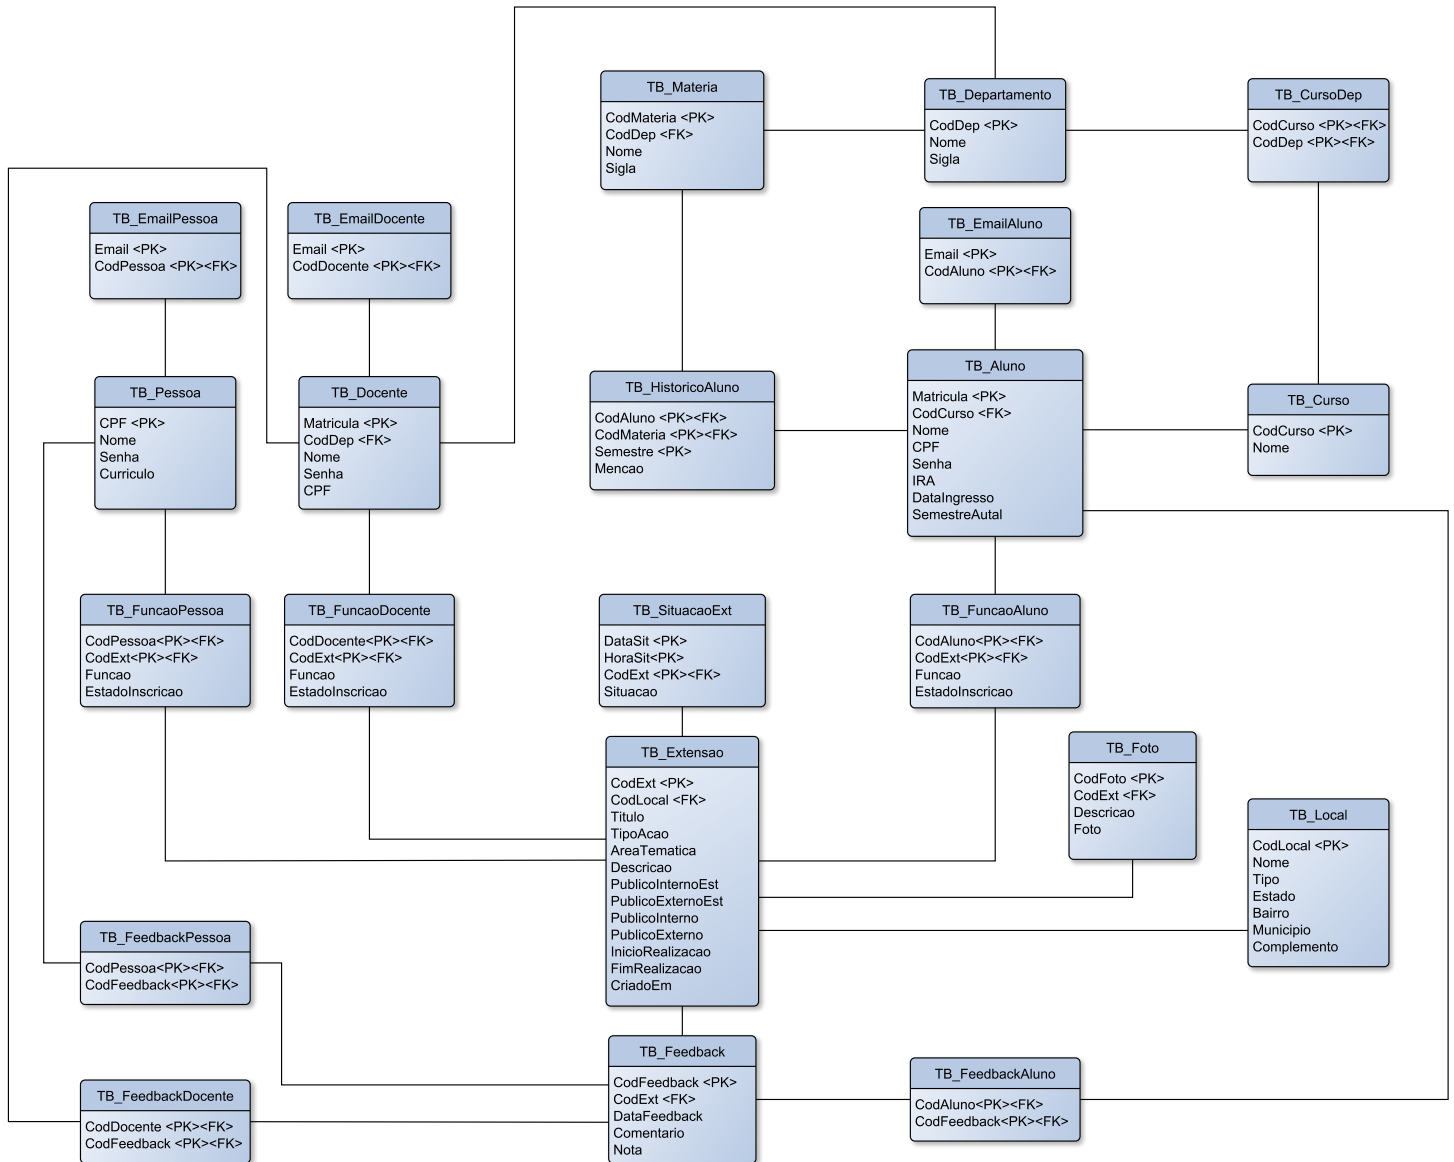 TB_Materia
CodMateria <PK>
CodDep <FK>
Nome
Sigla
TB_Departamento
CodDep <PK>
Nome
Sigla
TB_CursoDep
CodCurso <PK><FK>
CodDep <PK><FK>
TB_EmailPessoa
Email <PK>
CodPessoa <PK><FK>
TB_EmailDocente
Email <PK>
CodDocente <PK><FK>
TB_EmailAluno
Email <PK>
CodAluno <PK><FK>
TB_Pessoa
CPF <PK>
Nome
Senha
Curriculo
TB_Docente
Matricula <PK>
CodDep <FK>
Nome
Senha
CPF
TB_HistoricoAluno
CodAluno <PK><FK>
CodMateria <PK><FK>
Semestre <PK>
Mencao
TB_Aluno
Matricula <PK>
CodCurso <FK>
Nome
CPF
Senha
IRA
DataIngresso
SemestreAutal
TB_Curso
CodCurso <PK>
Nome
TB_FuncaoPessoa
CodPessoa<PK><FK>
CodExt<PK><FK>
Funcao
EstadoInscricao
TB_FuncaoDocente
CodDocente<PK><FK>
CodExt<PK><FK>
Funcao
EstadoInscricao
TB_SituacaoExt
DataSit <PK>
HoraSit<PK>
CodExt <PK><FK>
Situacao
TB_FuncaoAluno
CodAluno<PK><FK>
CodExt<PK><FK>
Funcao
EstadoInscricao
TB_Extensao
CodExt <PK>
CodLocal <FK>
Titulo
TipoAcao
AreaTematica
Descricao
PublicoInternoEst
PublicoExternoEst
PublicoInterno
PublicoExterno
InicioRealizacao
FimRealizacao
CriadoEm
TB_Foto
CodFoto <PK>
CodExt <FK>
Descricao
Foto
TB_Local
CodLocal <PK>
Nome
Tipo
Estado
Bairro
Municipio
Complemento
TB_FeedbackPessoa
CodPessoa<PK><FK>
CodFeedback<PK><FK>
TB_FeedbackDocente
CodDocente <PK><FK>
CodFeedback <PK><FK>
TB_Feedback
CodFeedback <PK>
CodExt <FK>
DataFeedback
Comentario
Nota
TB_FeedbackAluno
CodAluno<PK><FK>
CodFeedback<PK><FK>